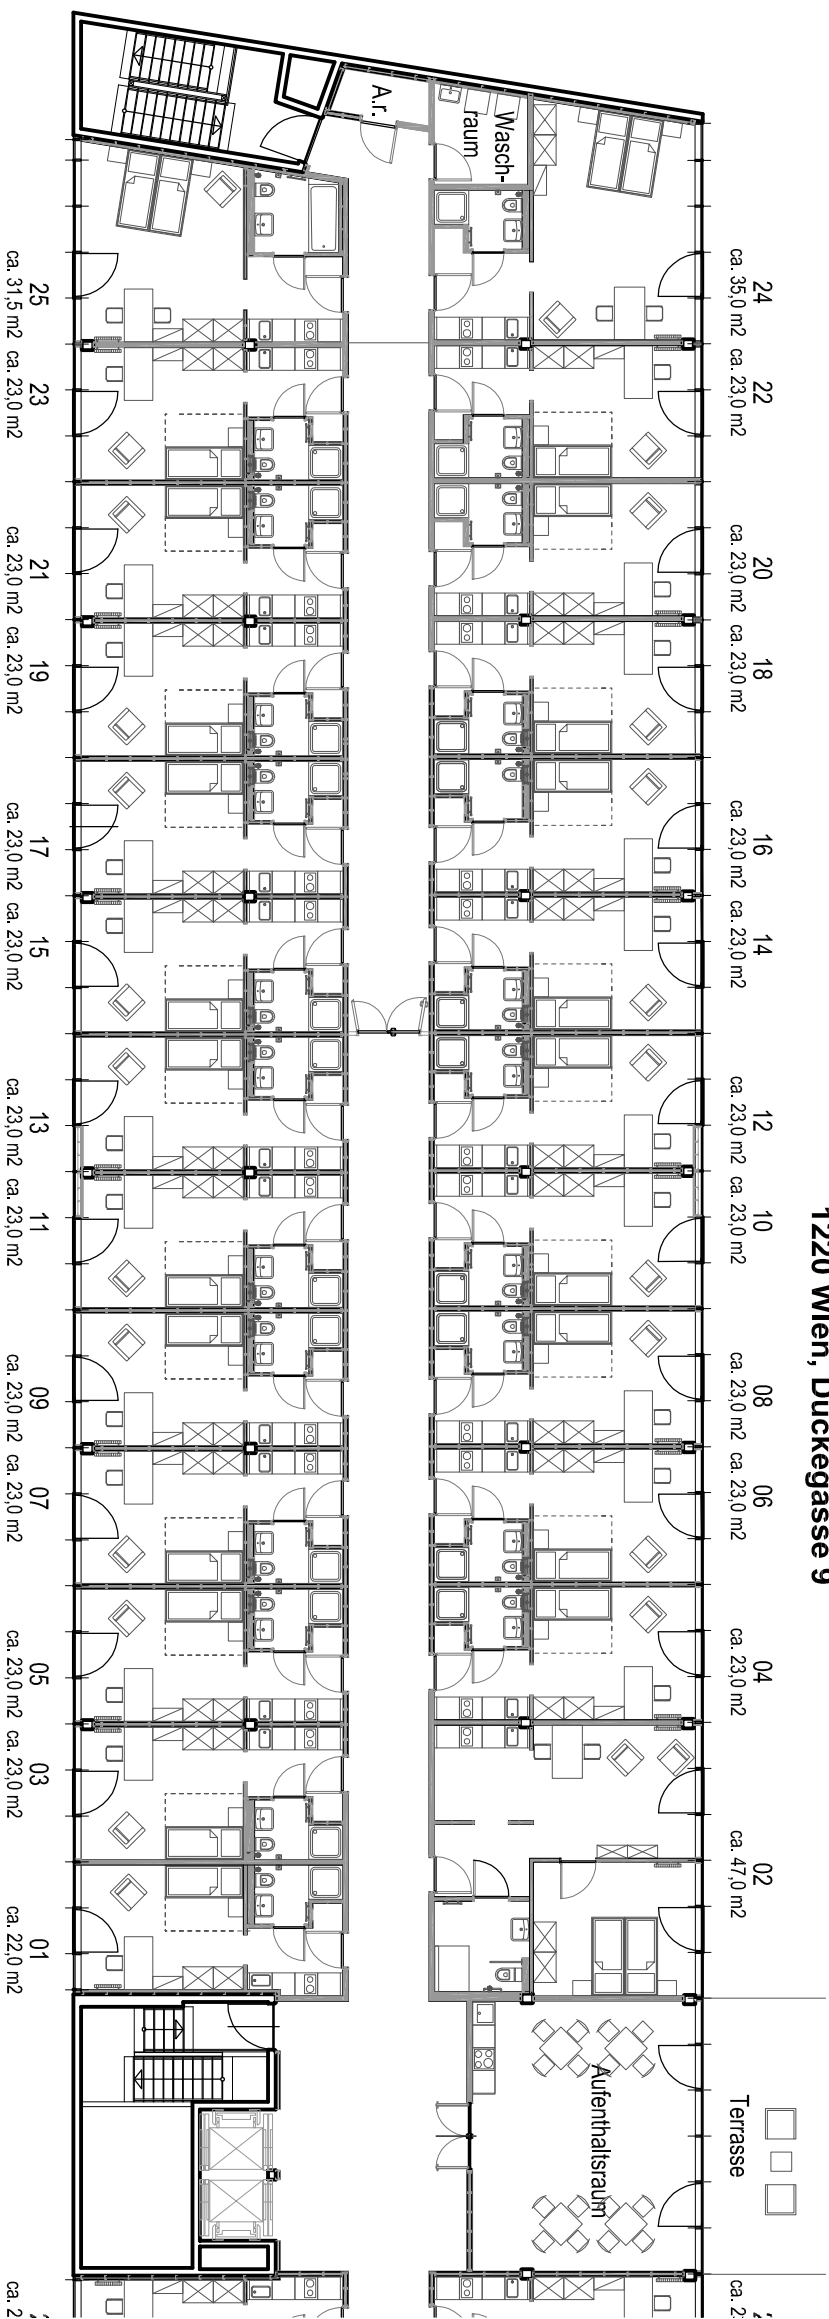 1220 Wien, Duckegasse 9
24
ca. 35,0 m2
22
ca. 23,0 m2
20
ca. 23,0 m2
18
ca. 23,0 m2
16
ca. 23,0 m2
14
ca. 23,0 m2
12
ca. 23,0 m2
10
ca. 23,0 m2
08
ca. 23,0 m2
06
ca. 23,0 m2
04
ca. 23,0 m2
02
ca. 47,0 m2
Terrasse
Wasch-
raum
A.r.
Aufenthaltsraum
25
ca. 31,5 m2
23
ca. 23,0 m2
21
ca. 23,0 m2
19
ca. 23,0 m2
17
ca. 23,0 m2
15
ca. 23,0 m2
13
ca. 23,0 m2
11
ca. 23,0 m2
09
ca. 23,0 m2
07
ca. 23,0 m2
05
ca. 23,0 m2
03
ca. 23,0 m2
01
ca. 22,0 m2
ca. 2
ca. 2